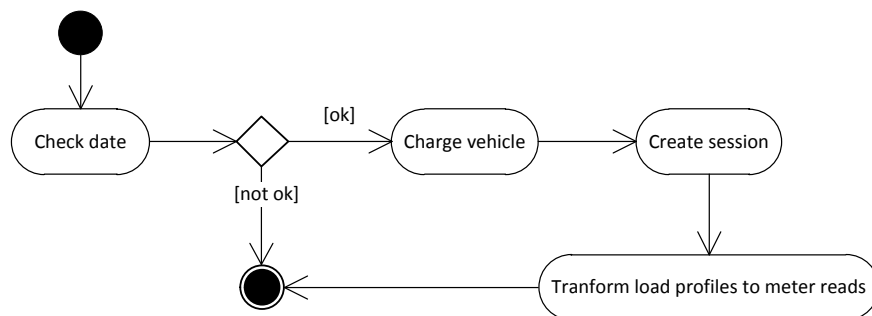 [ok]
Check date
Charge vehicle
Create session
[not ok]
Tranform load profiles to meter reads